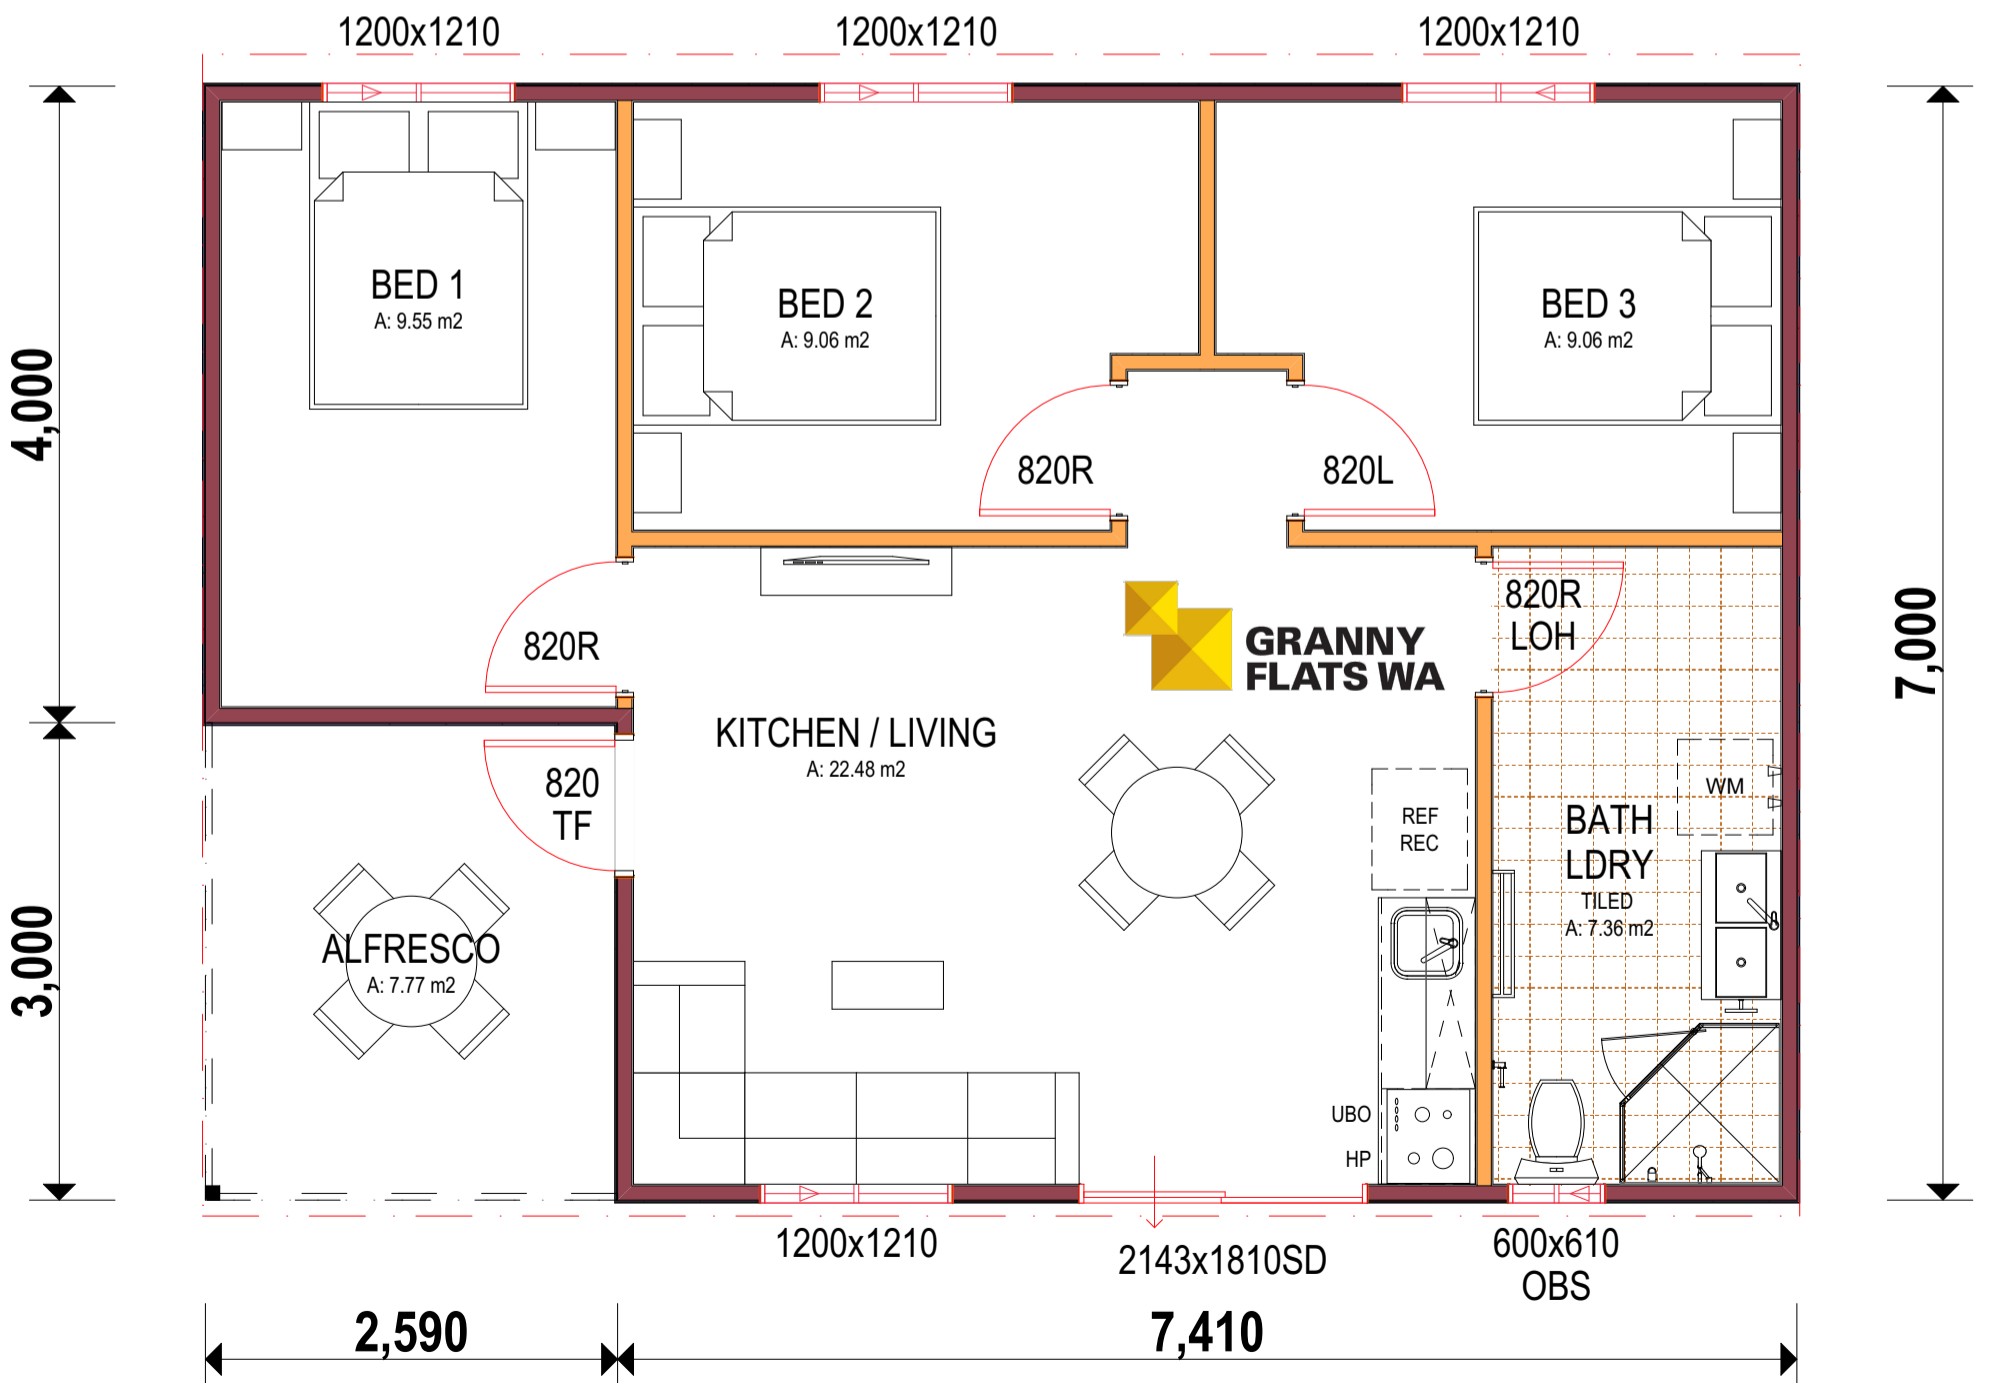 1200x1210
1200x1210
1200x1210
4,000
7,000
BED 1
A: 9.55 m2
BED 2
A: 9.06 m2
BED 3
A: 9.06 m2
820R
820L
820R
820R
LOH
GRANNY
FLATS WA
KITCHEN / LIVING
A: 22.48 m2
820
TF
REF
REC
WM
BATH
LDRY
TILED
A: 7.36 m2
3,000
ALFRESCO
A: 7.77 m2
UBO
HP
1200x1210
2143x1810SD
600x610
OBS
2,590
7,410